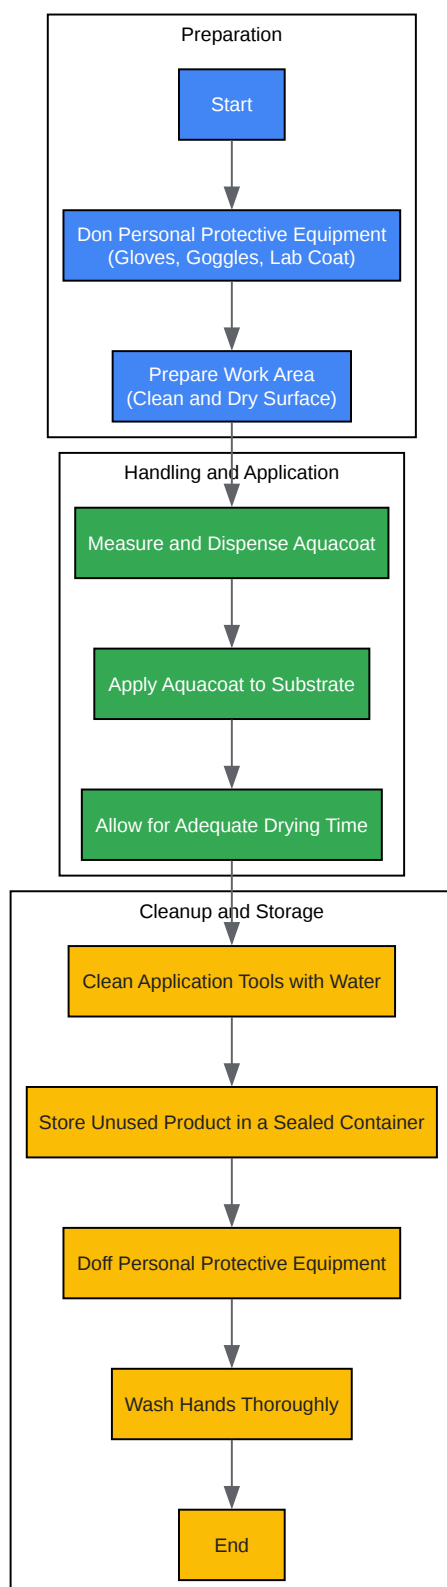 Preparation
Start
Don Personal Protective Equipment
(Gloves, Goggles, Lab Coat)
Prepare Work Area
(Clean and Dry Surface)
Handling and Application
Measure and Dispense Aquacoat
Apply Aquacoat to Substrate
Allow for Adequate Drying Time
Cleanup and Storage
Clean Application Tools with Water
Store Unused Product in a Sealed Container
Doff Personal Protective Equipment
Wash Hands Thoroughly
End